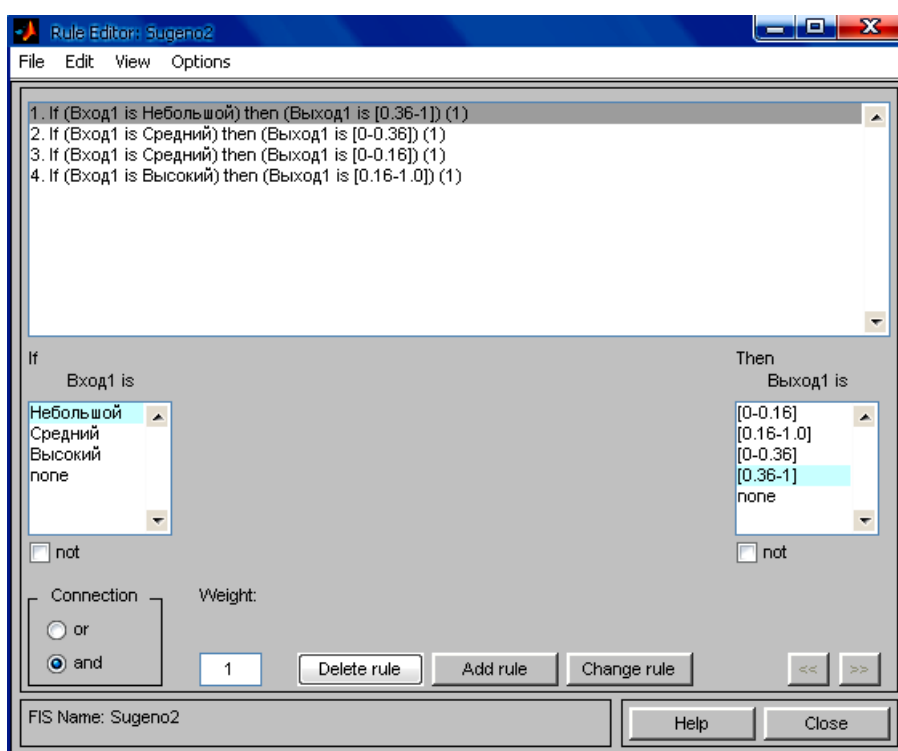 Rule Editor: Sugeno2
File Edit View Options
1. If (Вход1 is Небольшой) then (Выход1 is [0.36-1]) (1)
2. If (Вход1 is Средний) then (Выход1 is [0-0.36]) (1)
3. If (Вход1 is Средний) then (Выход1 is [0-0.16]) (1)
4. If (Вход1 is Высокий) then (Выход1 is [0.16-1.0]) (1)
If
Вход1 is
Небольшой
Средний
Высокий
none
not
Then
Выход1 is
[0-0.16]
[0.16-1.0]
[0-0.36]
[0.36-1]
none
not
Connection
or
and
Weight:
1
Delete rule
Add rule
Change rule
<<
>>
FIS Name: Sugeno2
Help
Close